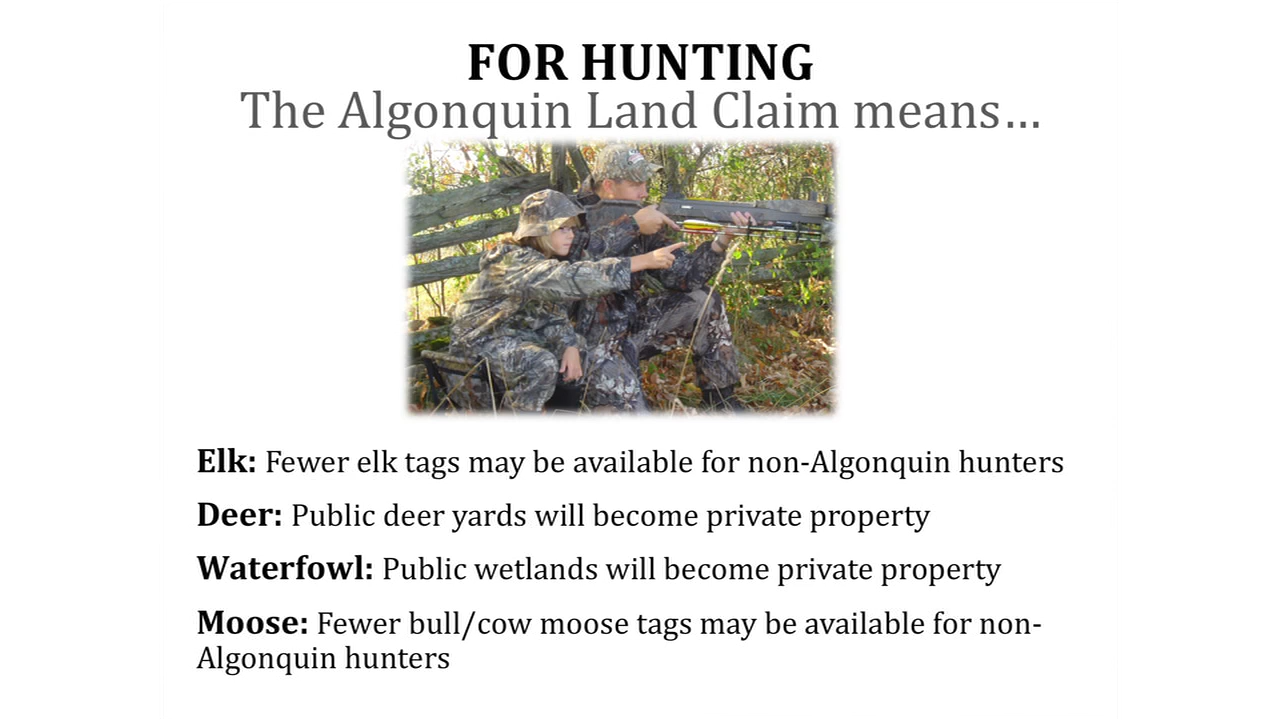 FOR HUNTING
The Algonquin Land Claim means…
Elk: Fewer elk tags may be available for non-Algonquin hunters
Deer: Public deer yards will become private property
Waterfowl: Public wetlands will become private property
Moose: Fewer bull/cow moose tags may be available for non-
Algonquin hunters